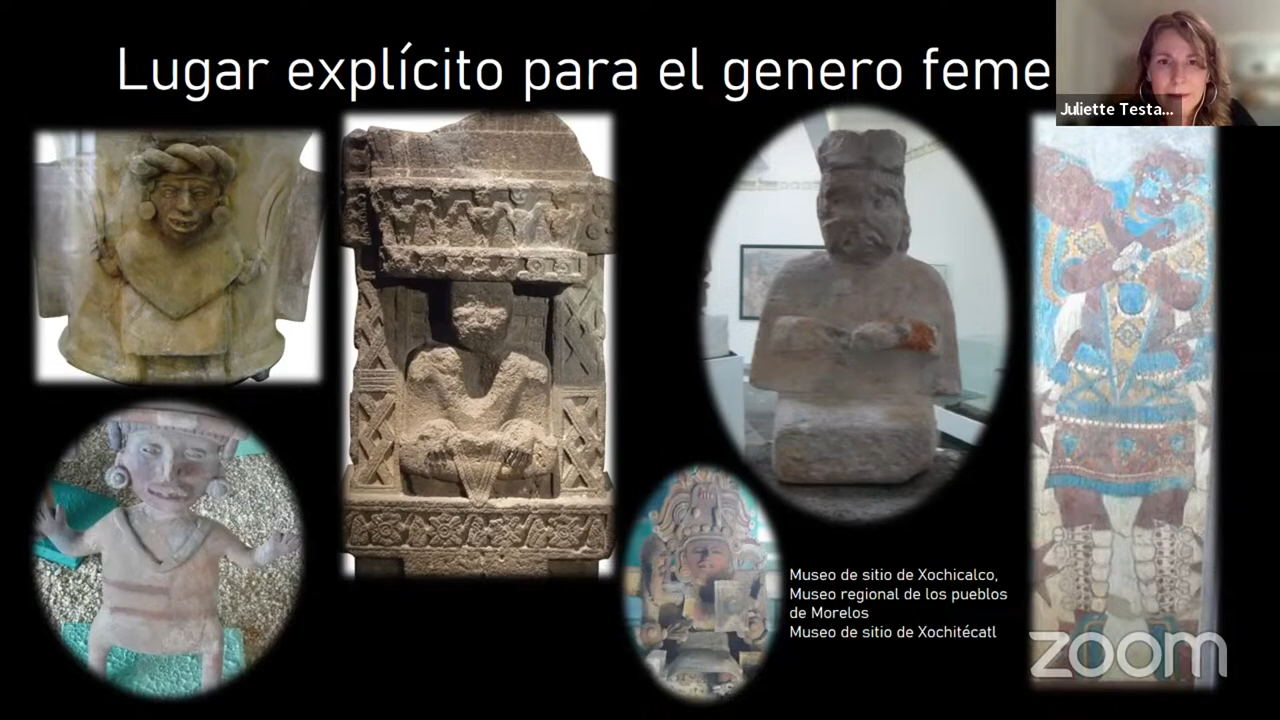 Lugar explícito para el genero feme
Juliette Testa...
Museo de sitio de Xochicalco,
Museo regional de los pueblos
de Morelos
Museo de sitio de Xochitécatl
zoom